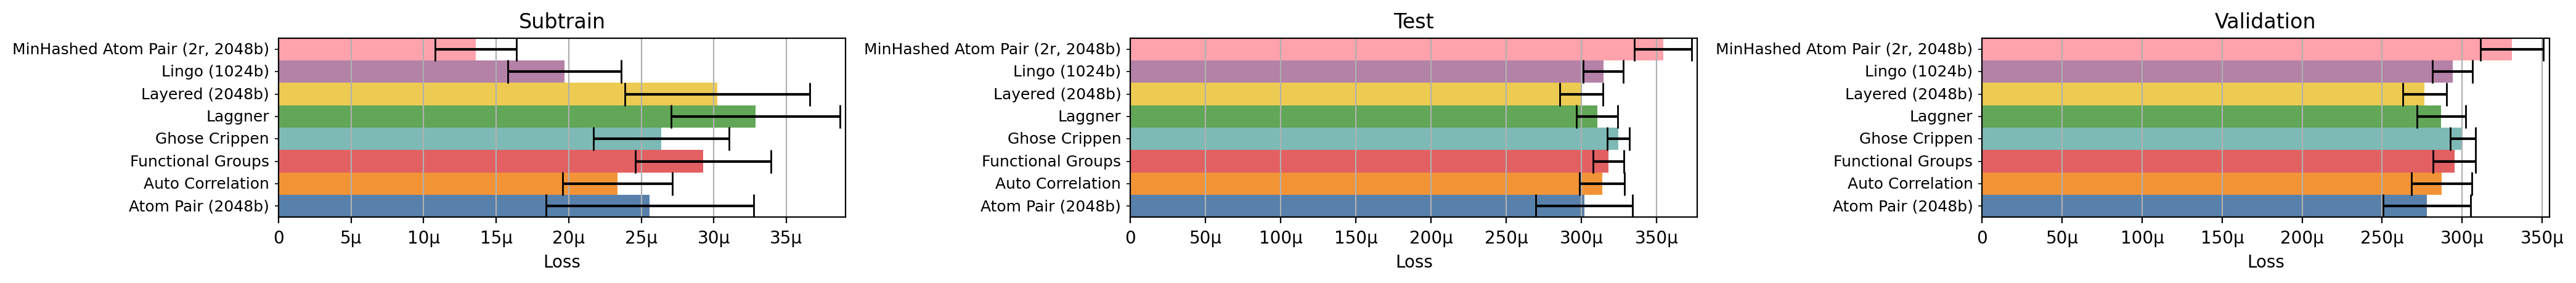 Subtrain
MinHashed Atom Pair (2r, 2048b)
Lingo (1024b)
Layered (2048b)
Laggner
Ghose Crippen
Functional Groups
Auto Correlation
Atom Pair (2048b)
0 5µ 10µ 15µ 20µ 25µ 30µ 35µ
Loss
Test
MinHashed Atom Pair (2r, 2048b)
Lingo (1024b)
Layered (2048b)
Laggner
Ghose Crippen
Functional Groups
Auto Correlation
Atom Pair (2048b)
0 50µ 100µ 150µ 200µ 250µ 300µ 350µ
Loss
Validation
MinHashed Atom Pair (2r, 2048b)
Lingo (1024b)
Layered (2048b)
Laggner
Ghose Crippen
Functional Groups
Auto Correlation
Atom Pair (2048b)
0 50µ 100µ 150µ 200µ 250µ 300µ 350µ
Loss